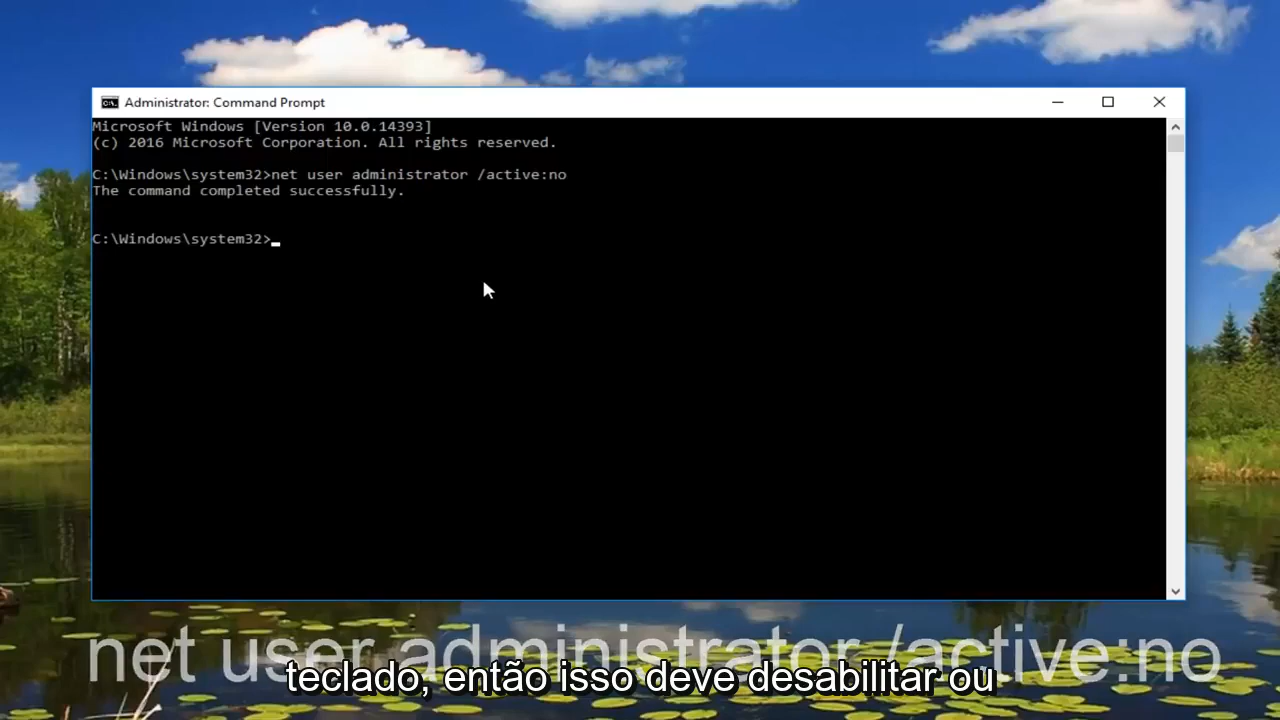 Administrator: Command Prompt
Microsoft Windows [Version 10.0.14393]
(c) 2016 Microsoft Corporation. All rights reserved.
C:\Windows\system32>net user administrator /active:no
The command completed successfully.
C:\Windows\system32>
net user administrator /active:no
teclado, então isso deve desabilitar ou